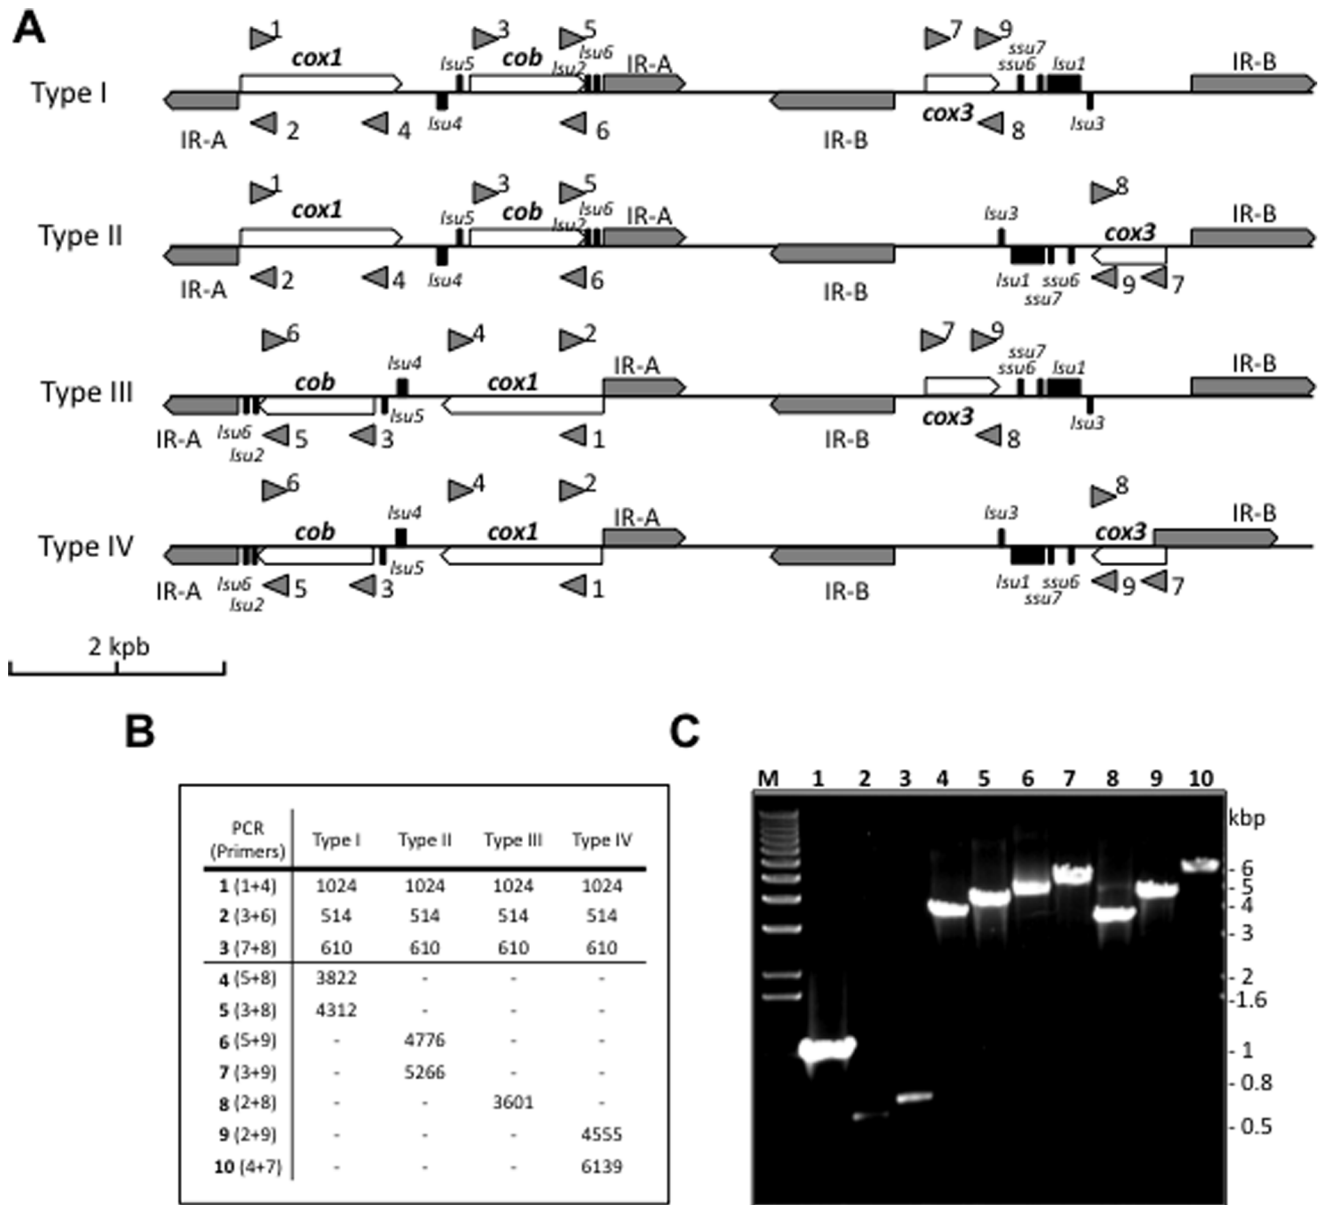 A
1 3 5 7 9
cox1 lsu5 cob lsu2 lsu6 IR-A ssu6 ssu7 lsu1 IR-B
Type I
IR-A 2 4 lsu4 6 IR-B cox3 8 lsu3
1 3 5 8
cox1 lsu5 cob lsu2 lsu6 IR-A lsu3 cox3 IR-B
Type II
IR-A 2 4 lsu4 6 IR-B lsu1 ssu7 ssu6 9 7
6 4 2 7 9
cob lsu4 cox1 IR-A ssu6 ssu7 lsu1 IR-B
Type III
IR-A lsu6 lsu2 5 3 lsu5 1 IR-B cox3 8 lsu3
6 4 2 8
cob lsu4 cox1 IR-A lsu3 cox3 IR-B
Type IV
IR-A lsu6 lsu2 5 3 lsu5 1 IR-B lsu1 ssu7 ssu6 9 7
2 kpb
B
PCR (Primers) Type I Type II Type III Type IV
1 (1+4) 1024 1024 1024 1024
2 (3+6) 514 514 514 514
3 (7+8) 610 610 610 610
4 (5+8) 3822 - - -
5 (3+8) 4312 - - -
6 (5+9) - 4776 - -
7 (3+9) - 5266 - -
8 (2+8) - - 3601 -
9 (2+9) - - - 4555
10 (4+7) - - - 6139
C
M 1 2 3 4 5 6 7 8 9 10
kbp
- 6
- 5
- 4
- 3
- 2
-1.6
- 1
- 0.8
- 0.5